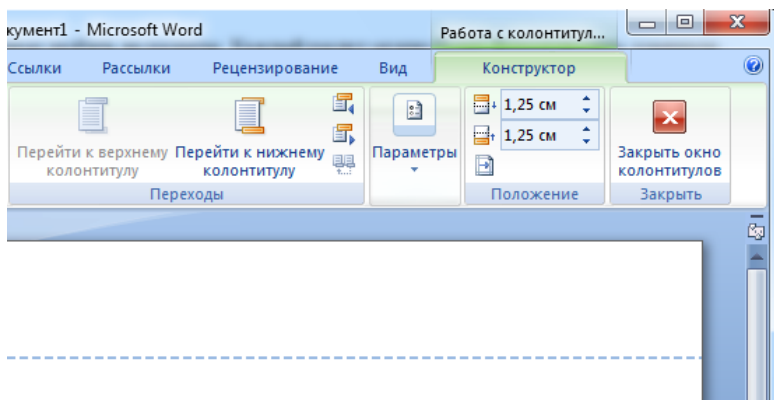 кумент1 - Microsoft Word
Работа с колонтитул...
Ссылки Рассылки Рецензирование Вид Конструктор
Перейти к верхнему колонтитулу
Перейти к нижнему колонтитулу
Переходы
Параметры
1,25 см
1,25 см
Положение
Закрыть окно
колонтитулов
Закрыть